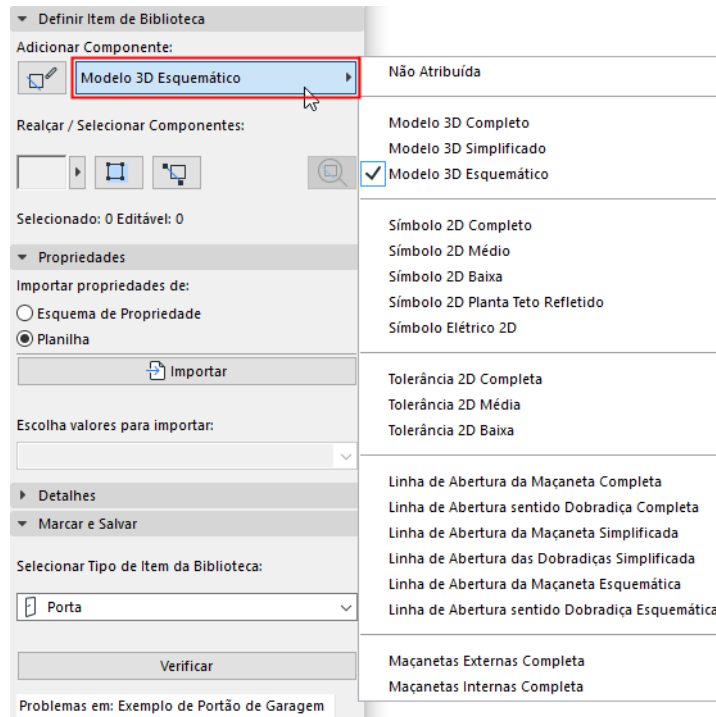 Definir Item de Biblioteca
Adicionar Componente:
Modelo 3D Esquemático
Realçar / Selecionar Componentes:
Selecionado: 0 Editável: 0
Propriedades
Importar propriedades de:
Esquema de Propriedade
Planilha
Importar
Escolha valores para importar:
Detalhes
Marcar e Salvar
Selecionar Tipo de Item da Biblioteca:
Porta
Verificar
Problemas em: Exemplo de Portão de Garagem
Não Atribuída
Modelo 3D Completo
Modelo 3D Simplificado
Modelo 3D Esquemático
Símbolo 2D Completo
Símbolo 2D Médio
Símbolo 2D Baixa
Símbolo 2D Planta Teto Refletido
Símbolo Elétrico 2D
Tolerância 2D Completa
Tolerância 2D Média
Tolerância 2D Baixa
Linha de Abertura da Maçaneta Completa
Linha de Abertura sentido Dobradiça Completa
Linha de Abertura da Maçaneta Simplificada
Linha de Abertura das Dobradiças Simplificada
Linha de Abertura da Maçaneta Esquemática
Linha de Abertura sentido Dobradiça Esquemática
Maçanetas Externas Completa
Maçanetas Internas Completa